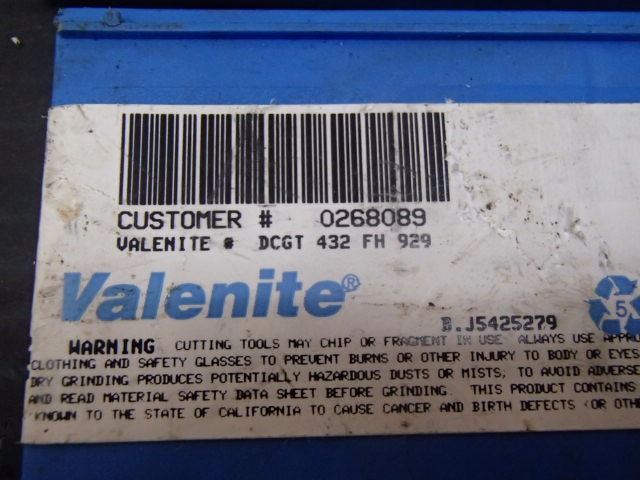 CUSTOMER # 0268089
VALENITE # DCGT 432 FH 929
Valenite®
B.J5425279
5
WARNING CUTTING TOOLS MAY CHIP OR FRAGMENT IN USE. ALWAYS USE APPRO
CLOTHING AND SAFETY GLASSES TO PREVENT BURNS OR OTHER INJURY TO BODY OR EYES.
DRY GRINDING PRODUCES POTENTIALLY HAZARDOUS DUSTS OR MISTS; TO AVOID ADVERSE
AND READ MATERIAL SAFETY DATA SHEET BEFORE GRINDING. THIS PRODUCT CONTAINS
KNOWN TO THE STATE OF CALIFORNIA TO CAUSE CANCER AND BIRTH DEFECTS (OR OTHE